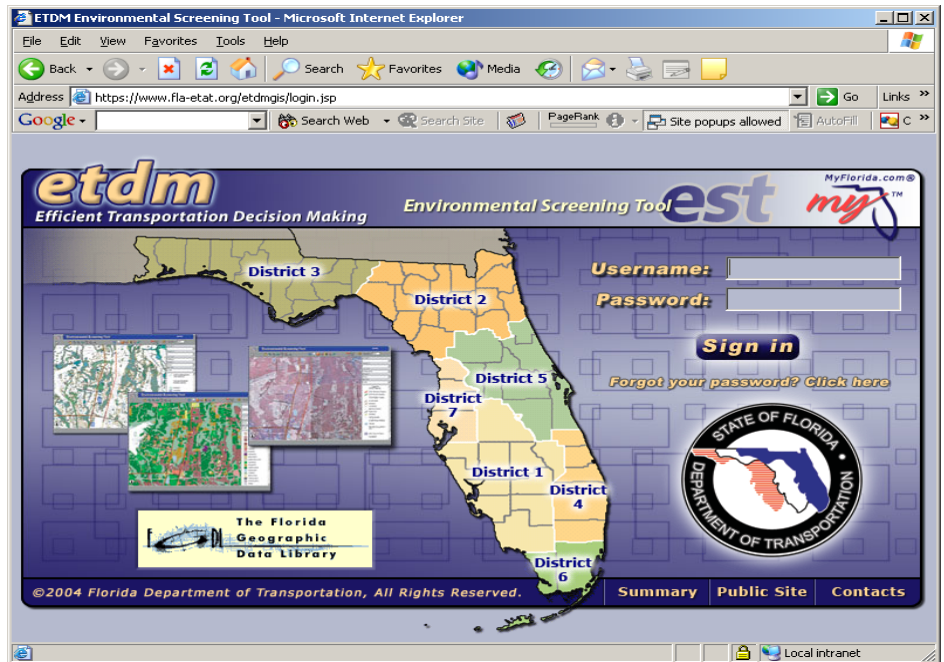 ETDM Environmental Screening Tool - Microsoft Internet Explorer
File Edit View Favorites Tools Help
Back Search Favorites Media
Address https://www.fla-etat.org/etdmgis/login.jsp Go Links »
Google Search Web Search Site PageRank Site popups allowed AutoFill C »
etdm
Efficient Transportation Decision Making
Environmental Screening Tool
est
MyFlorida.com®
my TM
District 3
District 2
District 5
District 7
District 1
District 4
District 6
Username:
Password:
Sign in
Forgot your password? Click here
STATE OF FLORIDA
DEPARTMENT OF TRANSPORTATION
The Florida
Geographic
Data Library
©2004 Florida Department of Transportation, All Rights Reserved.
Summary Public Site Contacts
Local intranet